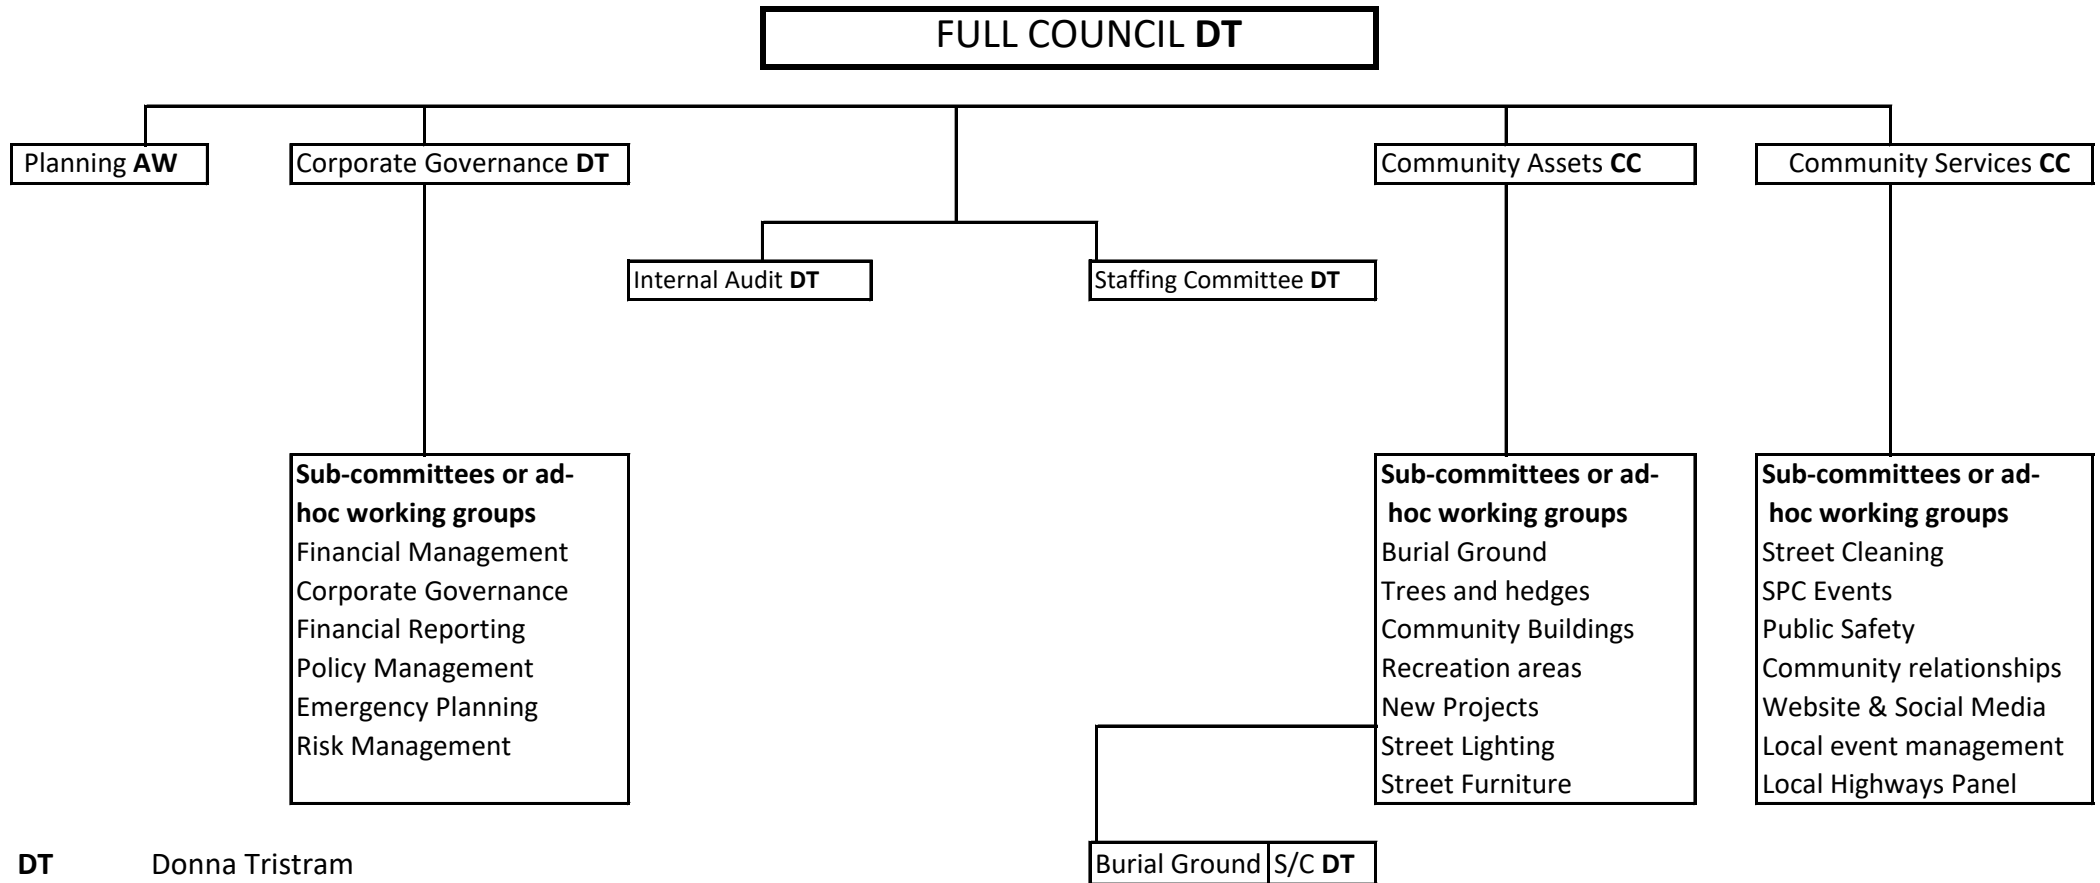 FULL COUNCIL DT
Planning AW
Corporate Governance DT
Community Assets CC
Community Services CC
Internal Audit DT
Staffing Committee DT
Sub-committees or ad-
hoc working groups
Financial Management
Corporate Governance
Financial Reporting
Policy Management
Emergency Planning
Risk Management
Sub-committees or ad-
hoc working groups
Burial Ground
Trees and hedges
Community Buildings
Recreation areas
New Projects
Street Lighting
Street Furniture
Sub-committees or ad-
hoc working groups
Street Cleaning
SPC Events
Public Safety
Community relationships
Website & Social Media
Local event management
Local Highways Panel
DT Donna Tristram
Burial Ground S/C DT